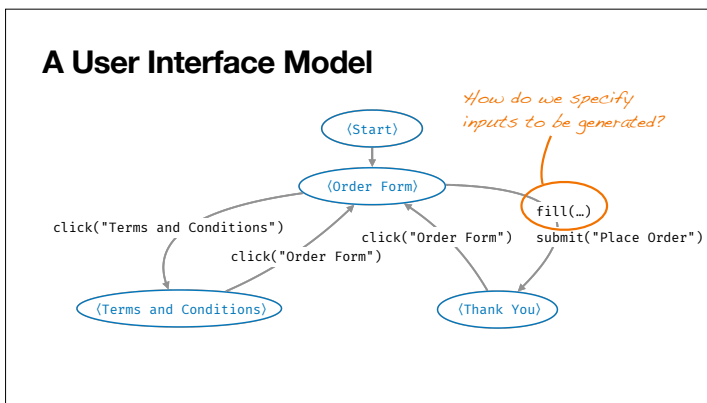 A User Interface Model
How do we specify
inputs to be generated?
⟨Start⟩
⟨Order Form⟩
fill(…)
click("Terms and Conditions")
click("Order Form")
submit("Place Order")
click("Order Form")
⟨Terms and Conditions⟩
⟨Thank You⟩